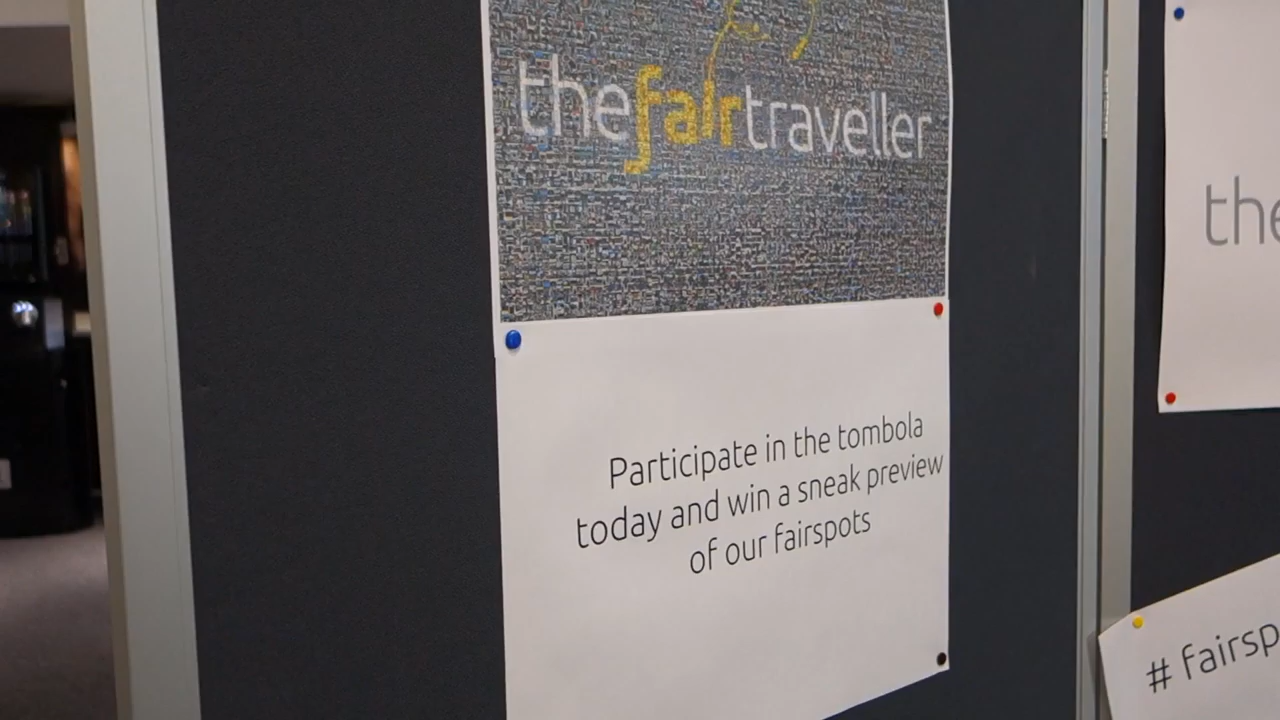 thefairtraveller
Participate in the tombola
today and win a sneak preview
of our fairspots
the
# fairsp